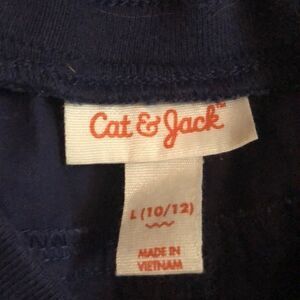 Cat & Jack™
L (10/12)
MADE IN
VIETNAM